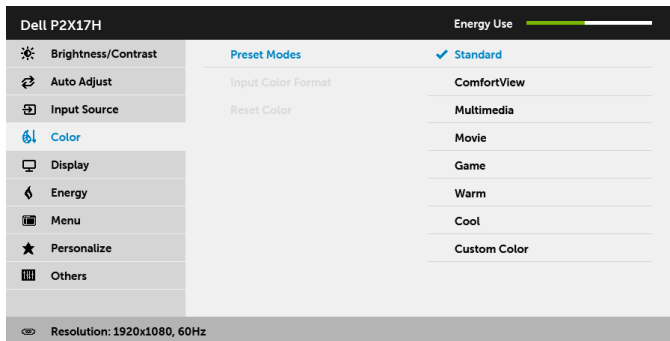 Dell P2X17H Energy Use
Brightness/Contrast Preset Modes Standard
Auto Adjust Input Color Format ComfortView
Input Source Reset Color Multimedia
Color Movie
Display Game
Energy Warm
Menu Cool
Personalize Custom Color
Others
Resolution: 1920x1080, 60Hz